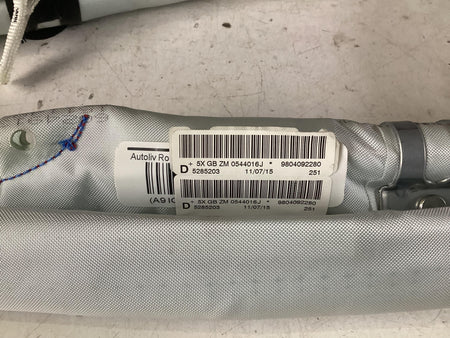 + 5X GB ZM 0544016J * 9804092280
D 5285203 11/07/15 251
Autoliv Ro
+ 5X GB ZM 0544016J * 9804092280
D 5285203 11/07/15 251
(A9 IC